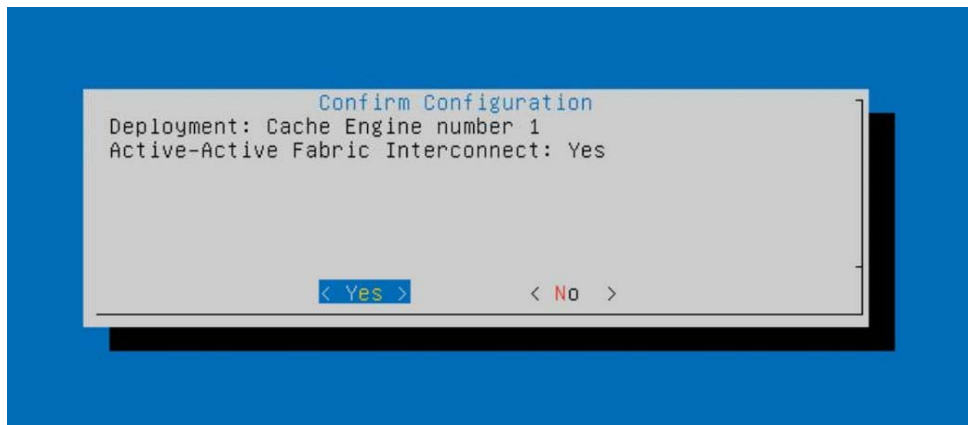 Confirm Configuration
Deployment: Cache Engine number 1
Active-Active Fabric Interconnect: Yes
< Yes > < No >